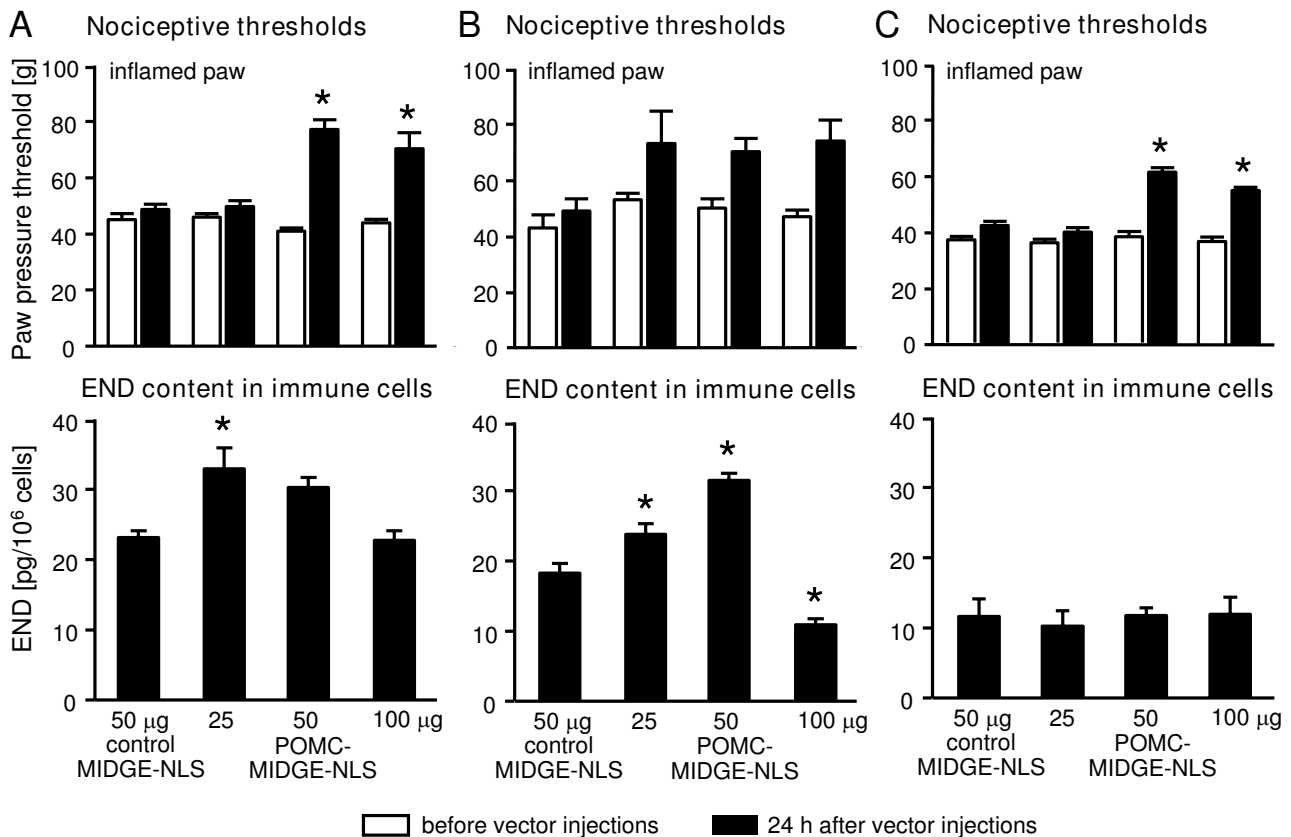 A Nociceptive thresholds
Paw pressure threshold [g]
100
80
60
40
20
0
inflamed paw
*
*
END content in immune cells
END [pg/10⁶ cells]
40
30
20
10
0
*
50 μg 25 50 100 μg
control POMC-
MIDGE-NLS MIDGE-NLS
B Nociceptive thresholds
100
80
60
40
20
0
inflamed paw
END content in immune cells
40
30
20
10
0
*
*
*
50 μg 25 50 100 μg
control POMC-
MIDGE-NLS MIDGE-NLS
C Nociceptive thresholds
100
80
60
40
20
0
inflamed paw
*
*
END content in immune cells
40
30
20
10
0
50 μg 25 50 100 μg
control POMC-
MIDGE-NLS MIDGE-NLS
before vector injections 24 h after vector injections